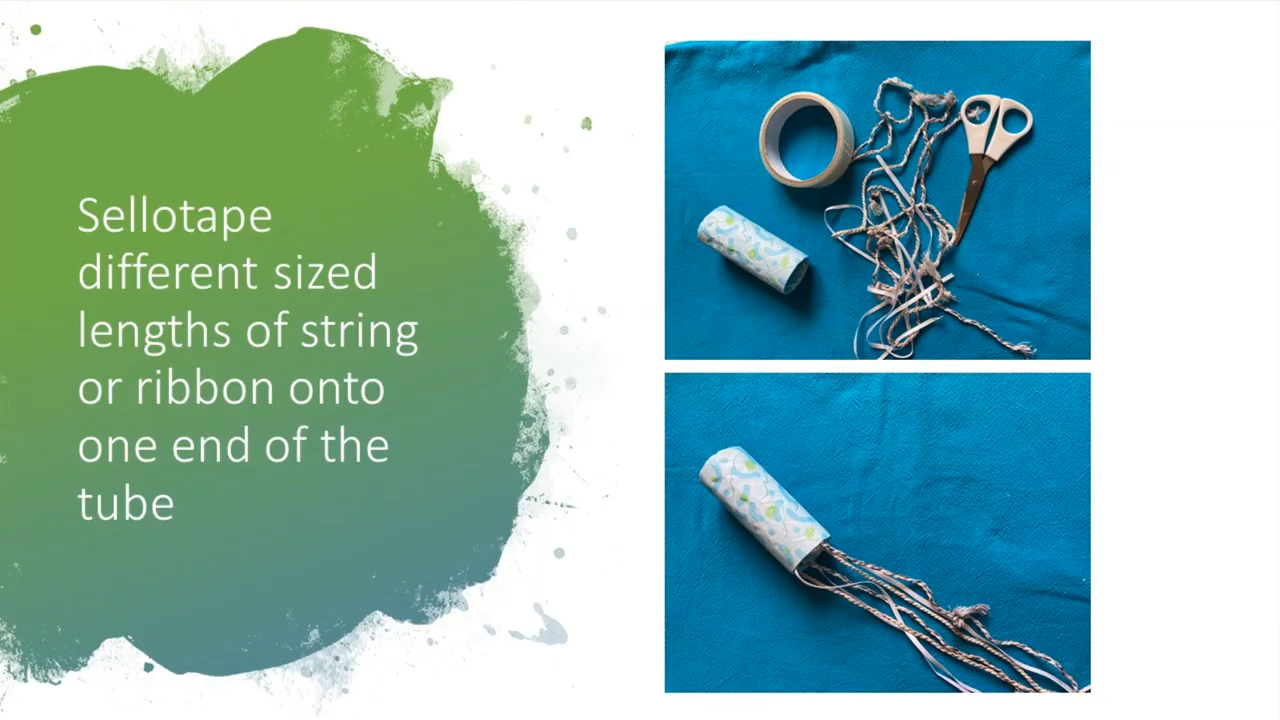 Sellotape
different sized
lengths of string
or ribbon onto
one end of the
tube